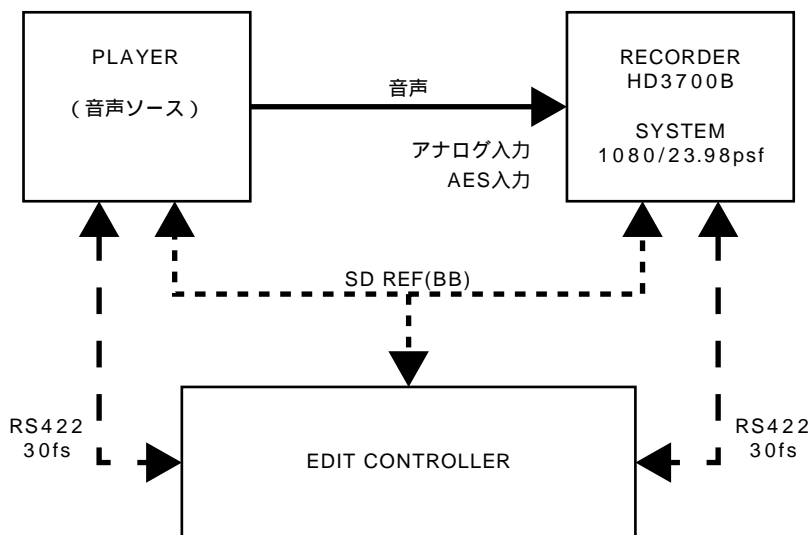 PLAYER
(音声ソース)
音声
アナログ入力
AES入力
RECORDER
HD3700B
SYSTEM
1080/23.98psf
SD REF(BB)
RS422
30fs
EDIT CONTROLLER
RS422
30fs